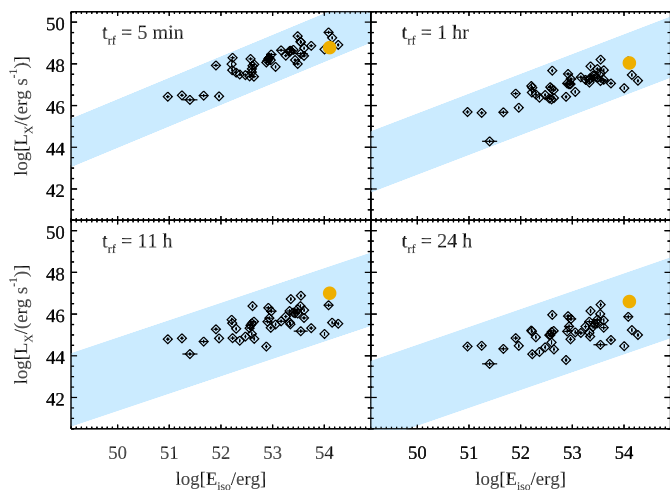 t_rf = 5 min
t_rf = 1 hr
50
48
46
44
42
log[L_X/(erg s^-1)]
t_rf = 11 h
t_rf = 24 h
50
48
46
44
42
log[L_X/(erg s^-1)]
50 51 52 53 54
50 51 52 53 54
log[E_iso/erg]
log[E_iso/erg]